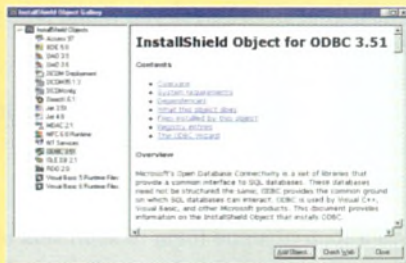 InstallShield Object Gallery
InstallShield Objects
Access 97
BDE 5.0
DAO 3.5
DAO 3.6
DCOM Deployment
DCOM95 1.3
DirectX 6.1
Jet 3.51
Jet 4.0
MDAC 2.1
MFC 6.0 Runtime
NT Services
ODBC 3.51
OLE DB 2.1
RDO 2.0
Visual Basic 5 Runtime Files
Visual Basic 6 Runtime Files
InstallShield Object for ODBC 3.51
Contents
Overview
System requirements
Dependencies
What this object does
Files installed by this object
Registry entries
The ODBC Wizard
Overview
Microsoft's Open Database Connectivity is a set of libraries that
provide a common interface to SQL databases. These databases
need not be structured the same; ODBC provides the common ground
on which SQL databases can interact. ODBC is used by Visual C++,
Visual Basic, and other Microsoft products. This document provides
information on the InstallShield Object that installs ODBC.
Add Object
Check Web
Close